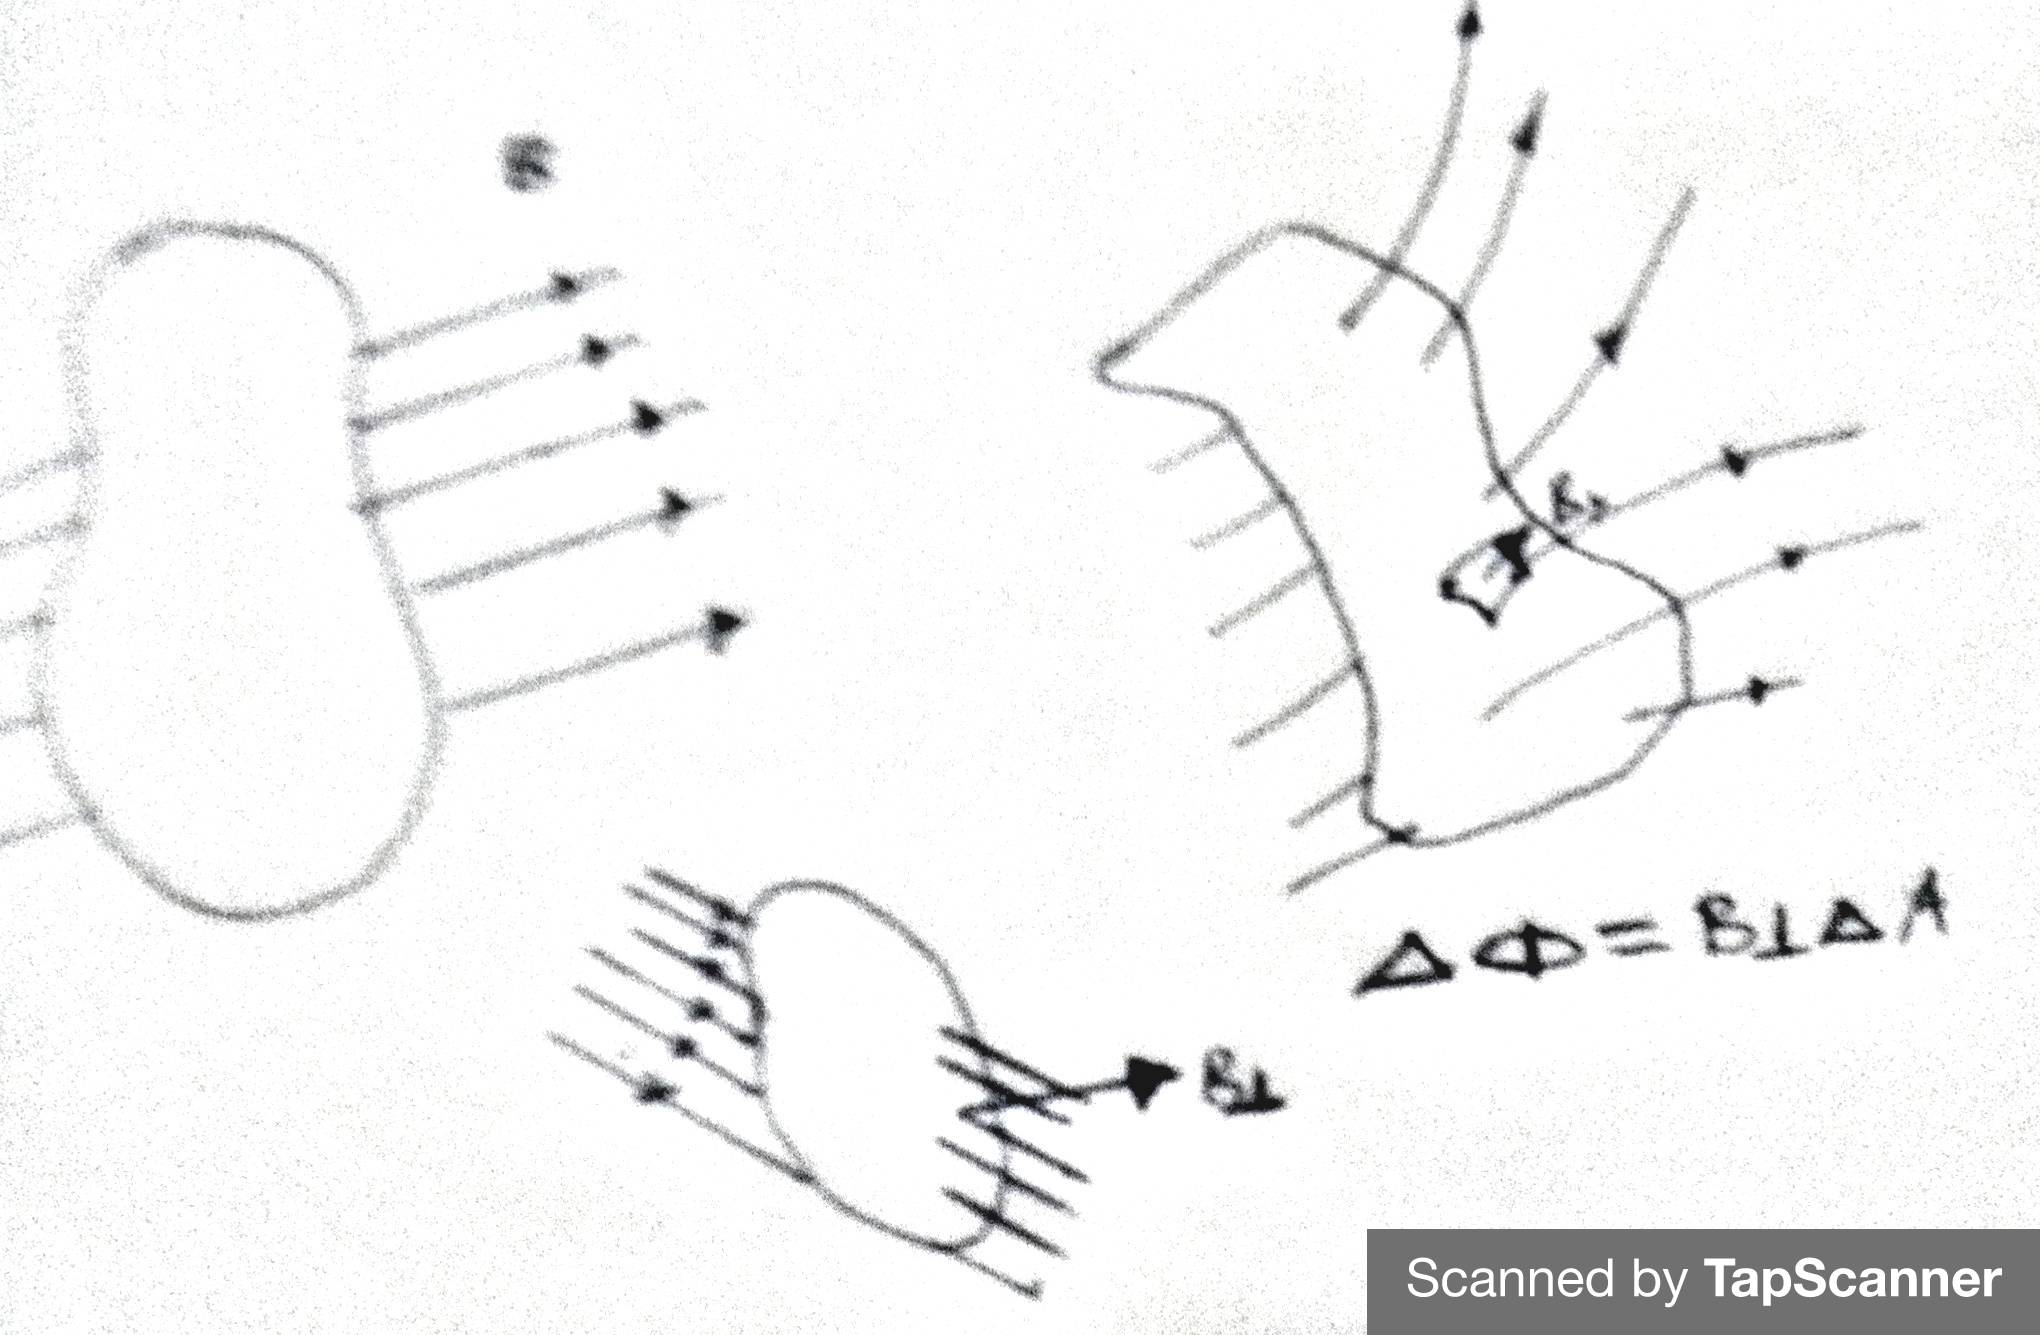 B
ΔΦ=B⊥ΔA
B⊥
Scanned by TapScanner